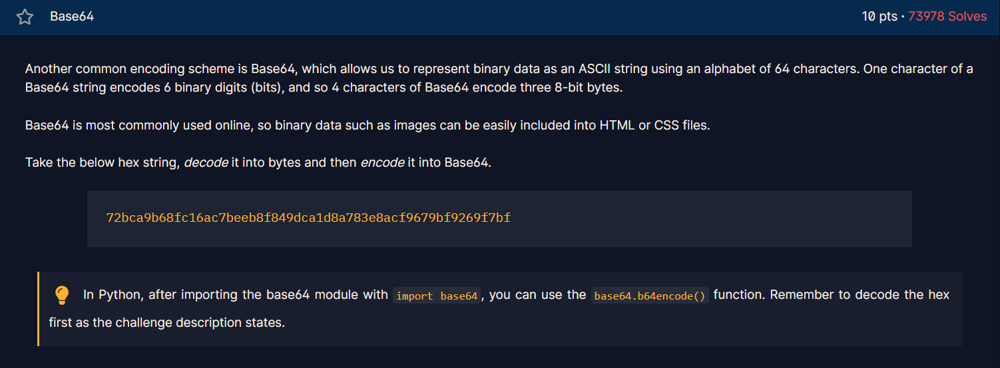 Base64
10 pts · 73978 Solves
Another common encoding scheme is Base64, which allows us to represent binary data as an ASCII string using an alphabet of 64 characters. One character of a
Base64 string encodes 6 binary digits (bits), and so 4 characters of Base64 encode three 8-bit bytes.
Base64 is most commonly used online, so binary data such as images can be easily included into HTML or CSS files.
Take the below hex string, decode it into bytes and then encode it into Base64.
72bca9b68fc16ac7beeb8f849dca1d8a783e8acf9679bf9269f7bf
In Python, after importing the base64 module with import base64, you can use the base64.b64encode() function. Remember to decode the hex
first as the challenge description states.